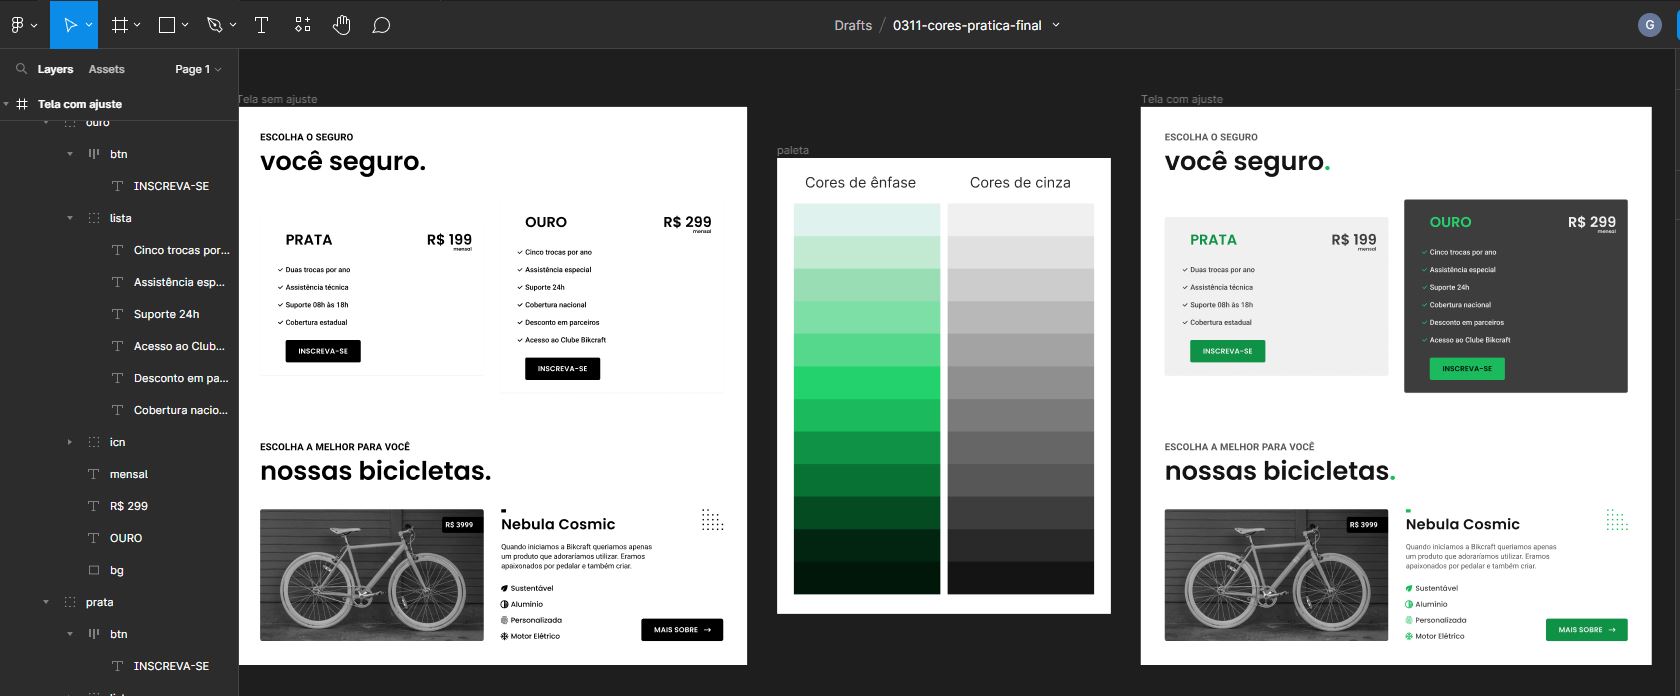 Drafts / 0311-cores-pratica-final
G
Layers
Assets
Page 1
Tela com ajuste
ouro
btn
INSCREVA-SE
lista
Cinco trocas por...
Assistência esp...
Suporte 24h
Acesso ao Club...
Desconto em pa...
Cobertura nacio...
icn
mensal
R$ 299
OURO
bg
prata
btn
INSCREVA-SE
Tela sem ajuste
ESCOLHA O SEGURO
você seguro.
PRATA
R$ 199
mensal
Duas trocas por ano
Assistência técnica
Suporte 08h às 18h
Cobertura estadual
INSCREVA-SE
OURO
R$ 299
mensal
Cinco trocas por ano
Assistência especial
Suporte 24h
Cobertura nacional
Desconto em parceiros
Acesso ao Clube Bikcraft
INSCREVA-SE
ESCOLHA A MELHOR PARA VOCÊ
nossas bicicletas.
R$ 3999
Nebula Cosmic
Quando iniciamos a Bikcraft queriamos apenas
um produto que adoraríamos utilizar. Eramos
apaixonados por pedalar e também criar.
Sustentável
Alumínio
Personalizada
Motor Elétrico
MAIS SOBRE →
paleta
Cores de ênfase
Cores de cinza
Tela com ajuste
ESCOLHA O SEGURO
você seguro.
PRATA
R$ 199
mensal
Duas trocas por ano
Assistência técnica
Suporte 08h às 18h
Cobertura estadual
INSCREVA-SE
OURO
R$ 299
mensal
Cinco trocas por ano
Assistência especial
Suporte 24h
Cobertura nacional
Desconto em parceiros
Acesso ao Clube Bikcraft
INSCREVA-SE
ESCOLHA A MELHOR PARA VOCÊ
nossas bicicletas.
R$ 3999
Nebula Cosmic
Quando iniciamos a Bikcraft queriamos apenas
um produto que adoraríamos utilizar. Eramos
apaixonados por pedalar e também criar.
Sustentável
Alumínio
Personalizada
Motor Elétrico
MAIS SOBRE →